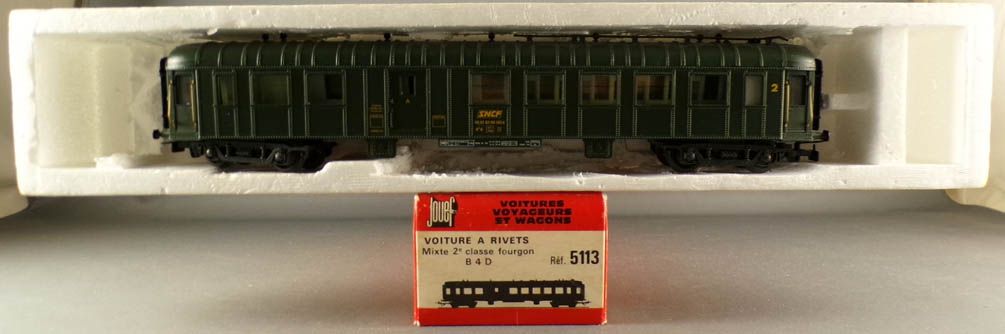 A
SNCF
2
Jouef
VOITURES
VOYAGEURS
ET WAGONS
VOITURE A RIVETS
Mixte 2e classe fourgon
B 4 D
Réf. 5113